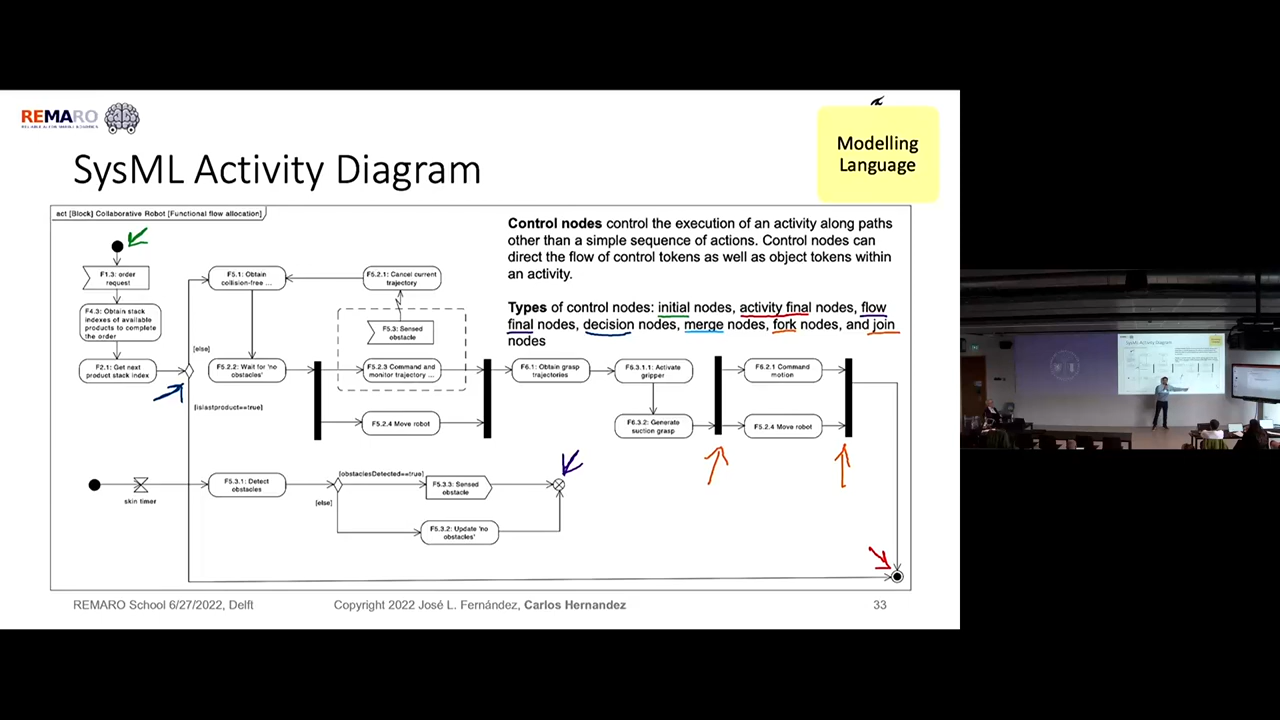 REMARO
Modelling
Language
SysML Activity Diagram
act [Block] Collaborative Robot [Functional flow allocation]
Control nodes control the execution of an activity along paths
other than a simple sequence of actions. Control nodes can
direct the flow of control tokens as well as object tokens within
an activity.
Types of control nodes: initial nodes, activity final nodes, flow
final nodes, decision nodes, merge nodes, fork nodes, and join
nodes
F1.3: order
request
F5.1: Obtain
collision-free ...
F5.2.1: Cancel current
trajectory
F4.3: Obtain stack
indexes of available
products to complete
the order
F5.3: Sensed
obstacle
[else]
F2.1: Get next
product stack index
F5.2.2: Wait for 'no
obstacles'
F5.2.3 Command and
monitor trajectory ...
F6.1: Obtain grasp
trajectories
F6.3.1.1: Activate
gripper
F6.2.1 Command
motion
[islastproduct==true]
F5.2.4 Move robot
F6.3.2: Generate
suction grasp
F5.2.4 Move robot
[obstaclesDetected==true]
F5.3.1: Detect
obstacles
F5.3.3: Sensed
obstacle
skin timer
[else]
F5.3.2: Update 'no
obstacles'
REMARO School 6/27/2022, Delft
Copyright 2022 José L. Fernández, Carlos Hernandez
33
SysML Activity Diagram